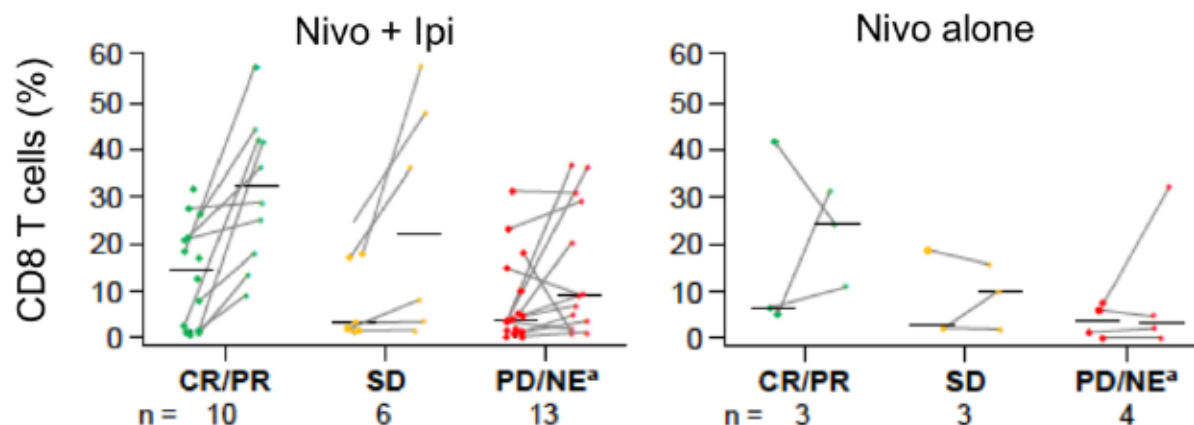 Nivo + Ipi
CD8 T cells (%)
60
50
40
30
20
10
0
CR/PR SD PD/NEª
n = 10 6 13
Nivo alone
60
50
40
30
20
10
0
CR/PR SD PD/NEª
n = 3 3 4